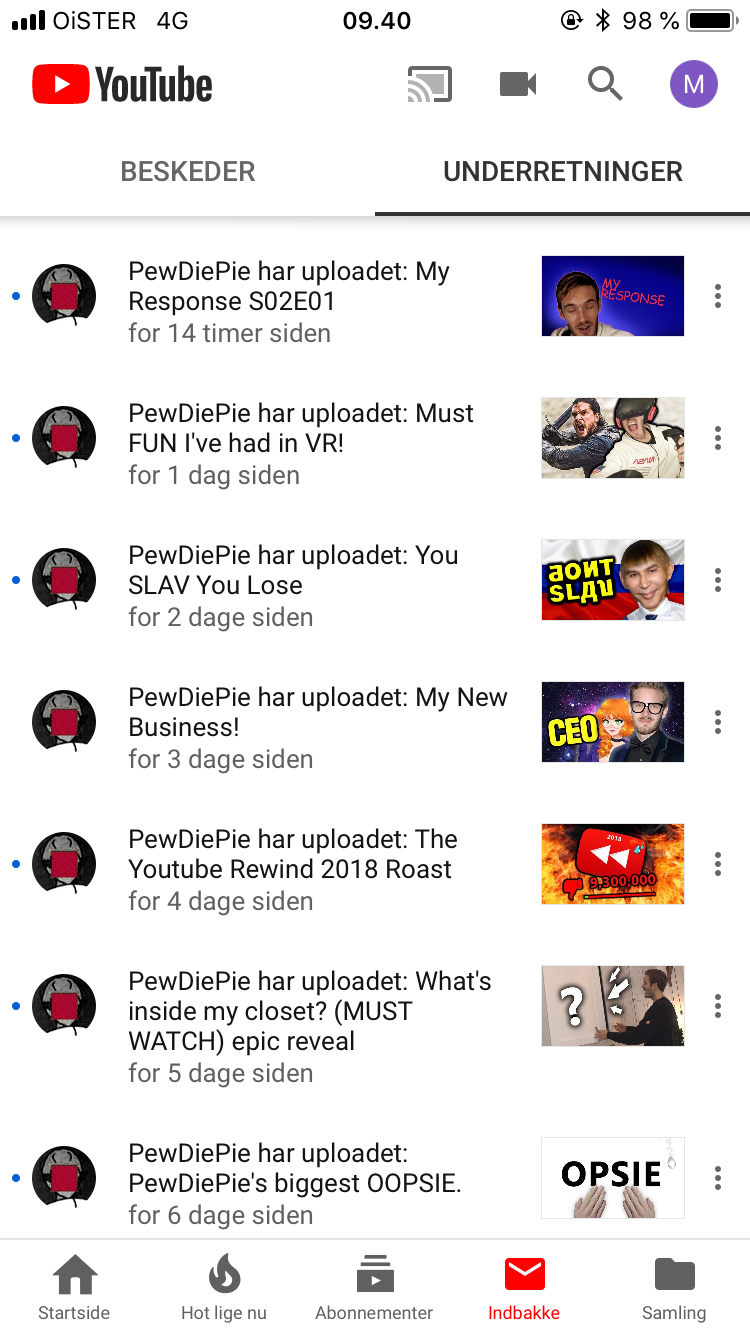 OiSTER 4G 09.40 98 %
YouTube M
BESKEDER UNDERRETNINGER
PewDiePie har uploadet: My
Response S02E01
for 14 timer siden
MY
RESPONSE
PewDiePie har uploadet: Must
FUN I've had in VR!
for 1 dag siden
PewDiePie har uploadet: You
SLAV You Lose
for 2 dage siden
PewDiePie har uploadet: My New
Business!
for 3 dage siden
CEO
PewDiePie har uploadet: The
Youtube Rewind 2018 Roast
for 4 dage siden
2018
9,300,000
PewDiePie har uploadet: What's
inside my closet? (MUST
WATCH) epic reveal
for 5 dage siden
?
PewDiePie har uploadet:
PewDiePie's biggest OOPSIE.
for 6 dage siden
OPSIE
Startside Hot lige nu Abonnementer Indbakke Samling